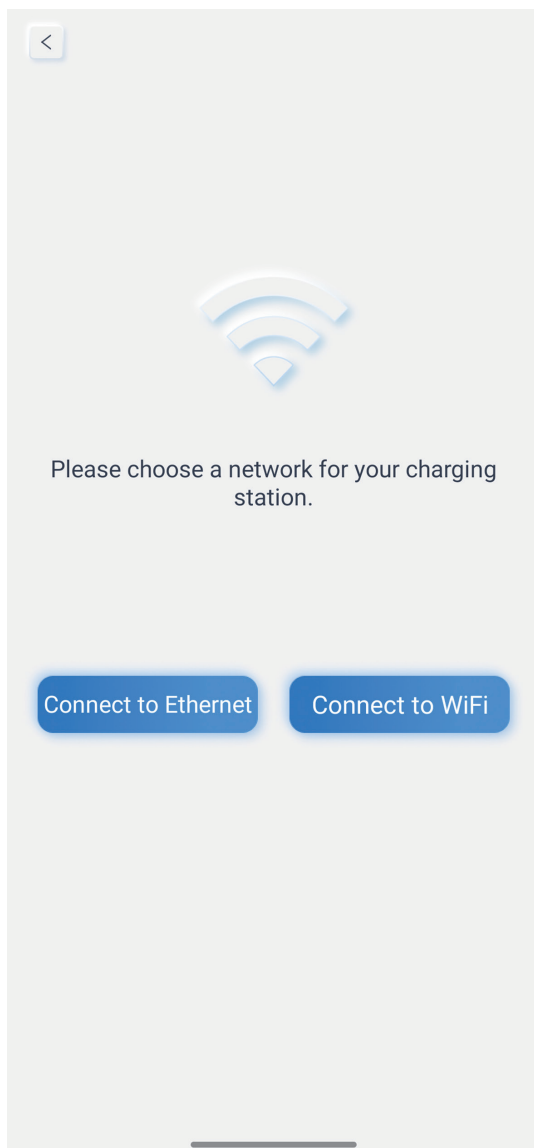 Please choose a network for your charging
station.
Connect to Ethernet
Connect to WiFi